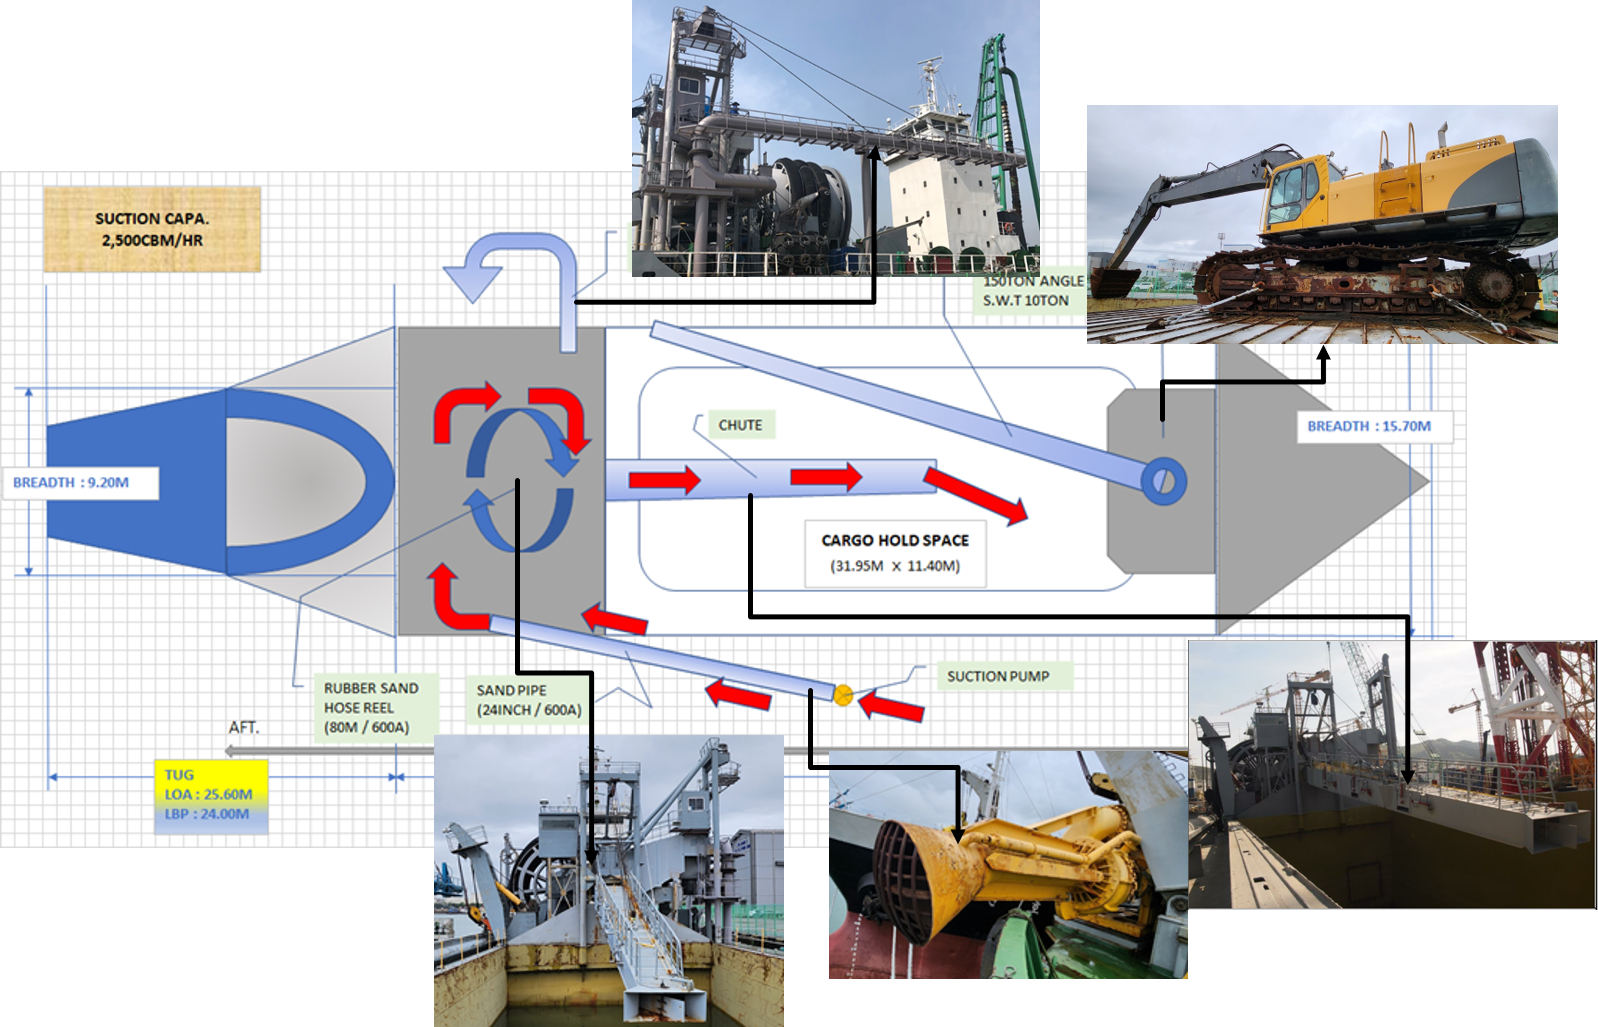 SUCTION CAPA.
2,500CBM/HR
150TON ANGLE
S.W.T 10TON
CHUTE
BREADTH : 15.70M
BREADTH : 9.20M
CARGO HOLD SPACE
(31.95M X 11.40M)
SUCTION PUMP
RUBBER SAND
HOSE REEL
(80M / 600A)
SAND PIPE
(24INCH / 600A)
AFT.
TUG
LOA : 25.60M
LBP : 24.00M